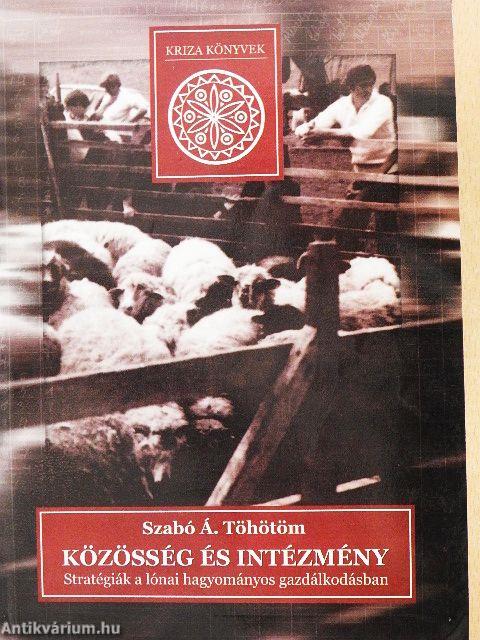 KRIZA KÖNYVEK
Szabó Á. Töhötöm
KÖZÖSSÉG ÉS INTÉZMÉNY
Stratégiák a lónai hagyományos gazdálkodásban
Antikvárium.hu